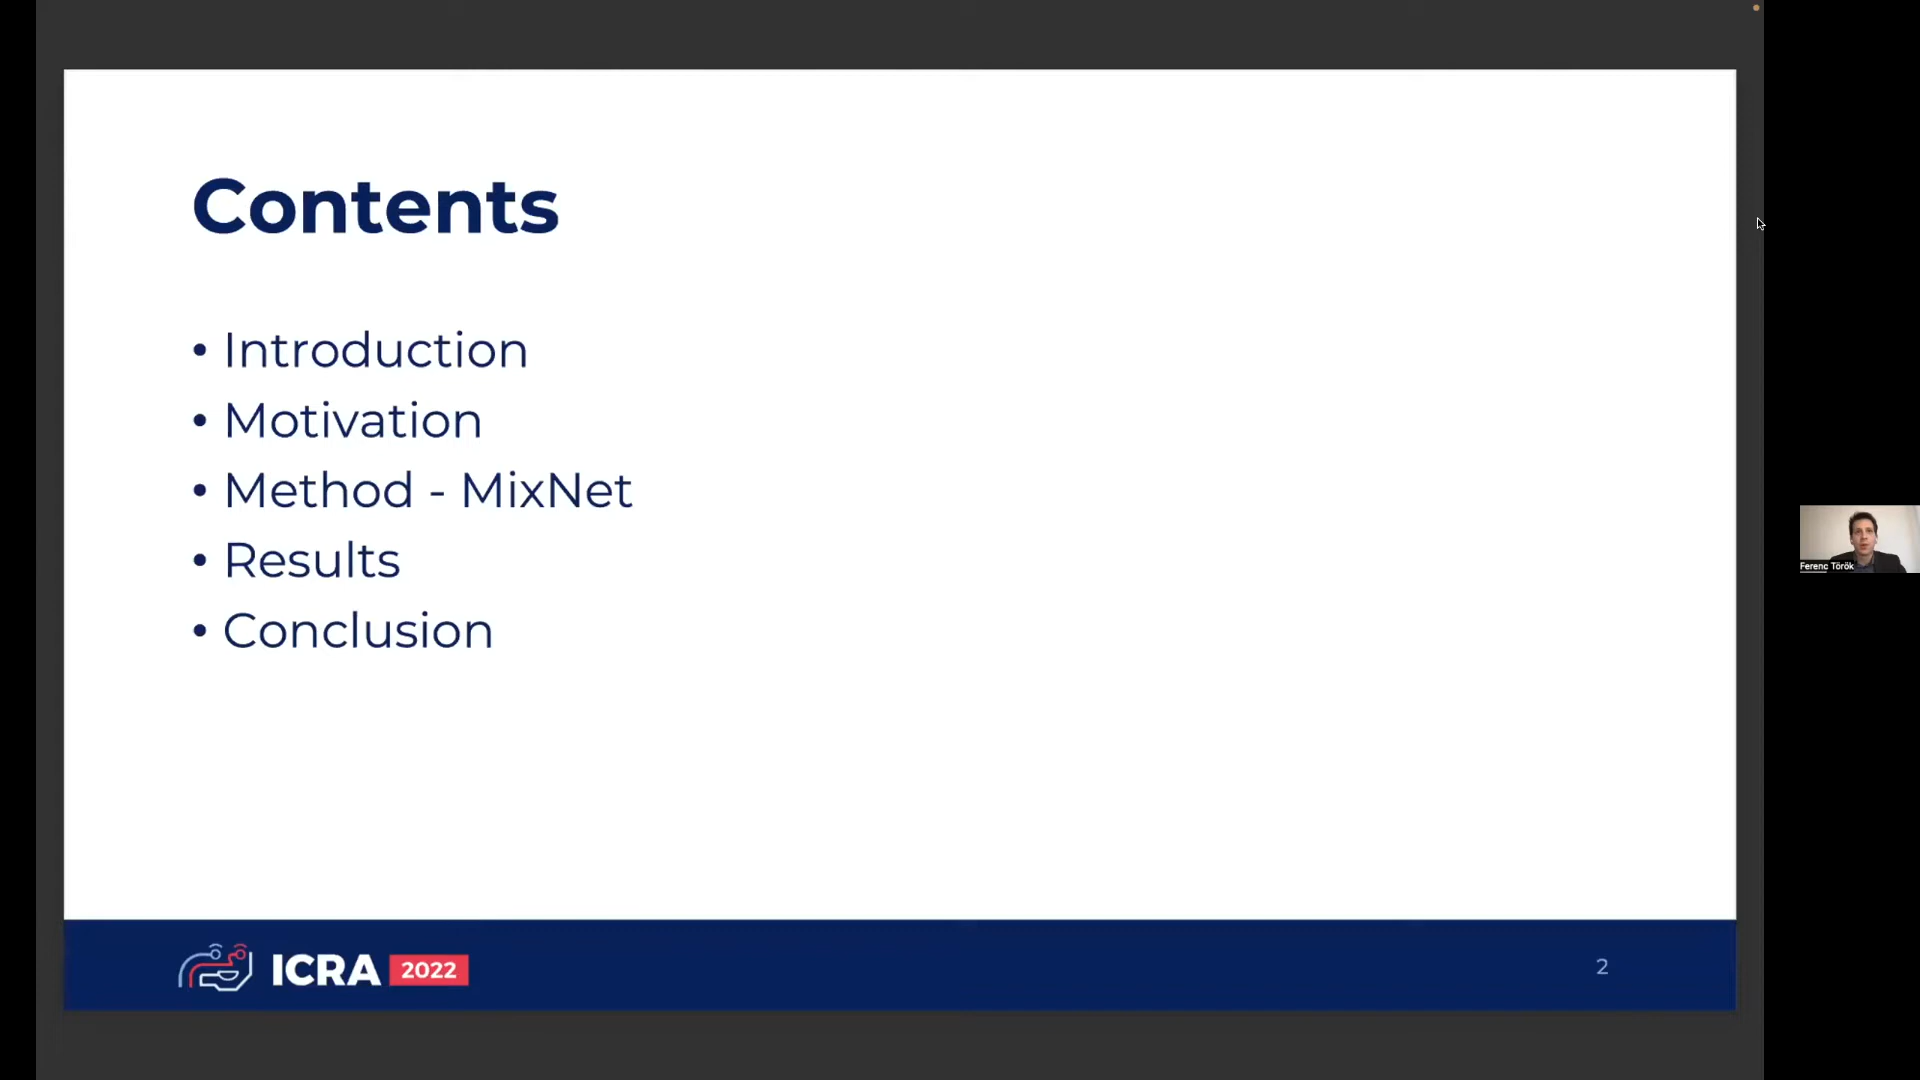 Contents
• Introduction
• Motivation
• Method - MixNet
• Results
• Conclusion
Ferenc Török
ICRA 2022
2